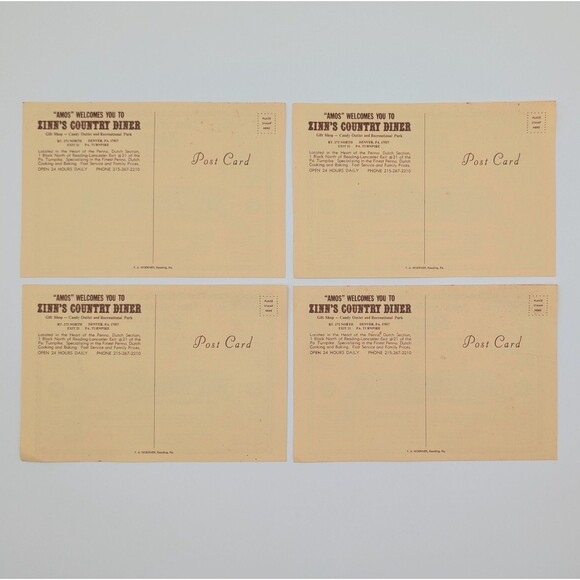 "AMOS" WELCOMES YOU TO
ZINN'S COUNTRY DINER
Gift Shop — Candy Outlet and Recreational Park
RT. 272 NORTH DENVER, PA. 17517
EXIT 21 PA. TURNPIKE
Located in the Heart of the Penna. Dutch Section,
1 Block North of Reading-Lancaster Exit #21 of the
Pa. Turnpike. Specializing in the Finest Penna. Dutch
Cooking and Baking. Fast Service and Family Prices.
OPEN 24 HOURS DAILY PHONE 215-267-2210
PLACE
STAMP
HERE
Post Card
Reading, Pa.
"AMOS" WELCOMES YOU TO
ZINN'S COUNTRY DINER
Gift Shop — Candy Outlet and Recreational Park
RT. 272 NORTH DENVER, PA. 17517
EXIT 21 PA. TURNPIKE
Located in the Heart of the Penna. Dutch Section,
1 Block North of Reading-Lancaster Exit #21 of the
Pa. Turnpike. Specializing in the Finest Penna. Dutch
Cooking and Baking. Fast Service and Family Prices.
OPEN 24 HOURS DAILY PHONE 215-267-2210
PLACE
STAMP
HERE
Post Card
Reading, Pa.
"AMOS" WELCOMES YOU TO
ZINN'S COUNTRY DINER
Gift Shop — Candy Outlet and Recreational Park
RT. 272 NORTH DENVER, PA. 17517
EXIT 21 PA. TURNPIKE
Located in the Heart of the Penna. Dutch Section,
1 Block North of Reading-Lancaster Exit #21 of the
Pa. Turnpike. Specializing in the Finest Penna. Dutch
Cooking and Baking. Fast Service and Family Prices.
OPEN 24 HOURS DAILY PHONE 215-267-2210
PLACE
STAMP
HERE
Post Card
Reading, Pa.
"AMOS" WELCOMES YOU TO
ZINN'S COUNTRY DINER
Gift Shop — Candy Outlet and Recreational Park
RT. 272 NORTH DENVER, PA. 17517
EXIT 21 PA. TURNPIKE
Located in the Heart of the Penna. Dutch Section,
1 Block North of Reading-Lancaster Exit #21 of the
Pa. Turnpike. Specializing in the Finest Penna. Dutch
Cooking and Baking. Fast Service and Family Prices.
OPEN 24 HOURS DAILY PHONE 215-267-2210
PLACE
STAMP
HERE
Post Card
Reading, Pa.